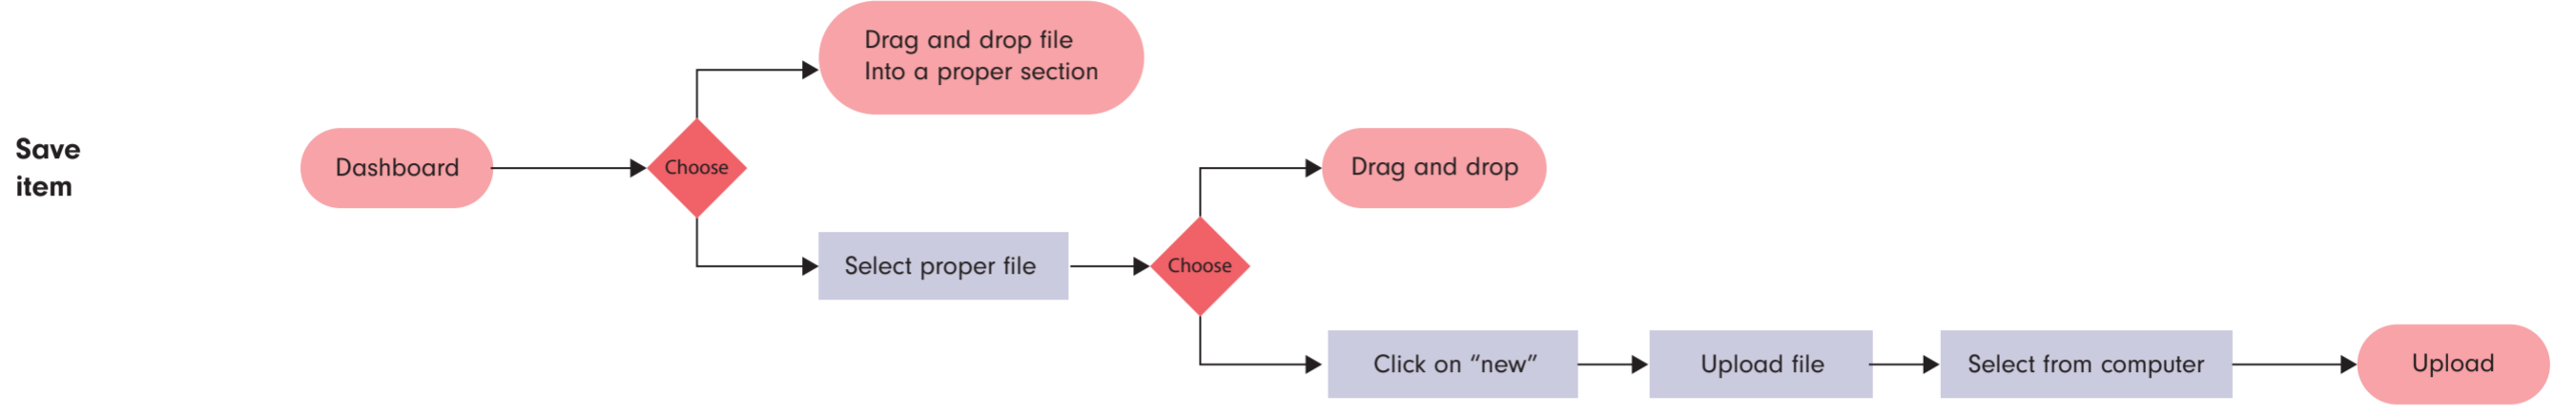 Save
item
Dashboard
Choose
Drag and drop file
Into a proper section
Select proper file
Choose
Drag and drop
Click on “new”
Upload file
Select from computer
Upload